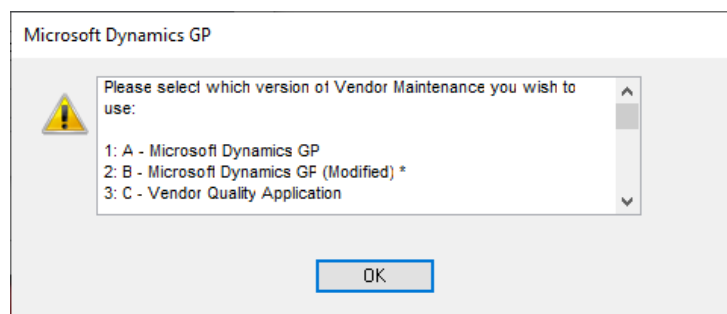 Microsoft Dynamics GP
Please select which version of Vendor Maintenance you wish to
use:
1: A - Microsoft Dynamics GP
2: B - Microsoft Dynamics GP (Modified) *
3: C - Vendor Quality Application
OK